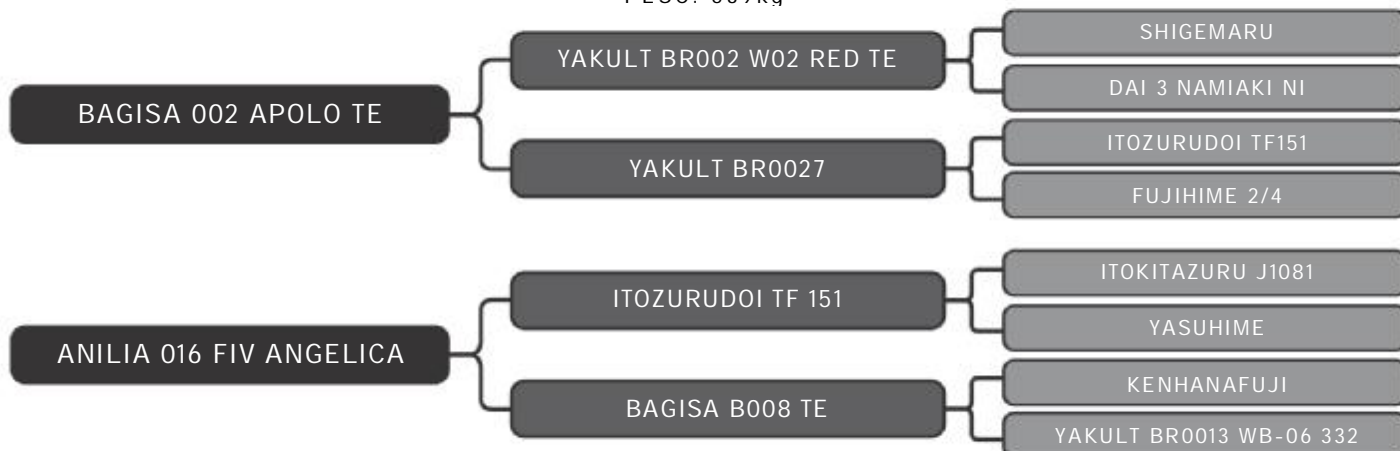 YAKULT BR002 W02 RED TE
SHIGEMARU
DAI 3 NAMIAKI NI
BAGISA 002 APOLO TE
YAKULT BR0027
ITOZURUDOI TF151
FUJIHIME 2/4
ITOZURUDOI TF 151
ITOKITAZURU J1081
YASUHIME
ANILIA 016 FIV ANGELICA
BAGISA B008 TE
KENHANAFUJI
YAKULT BR0013 WB-06 332